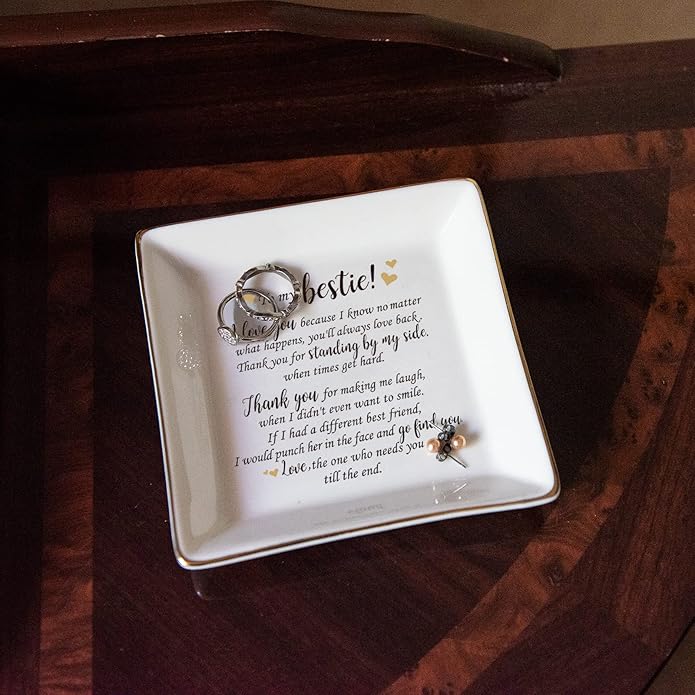 my bestie!
I love you because I know no matter
what happens, you'll always love back.
Thank you for standing by my side,
when times get hard.
Thank you for making me laugh,
when I didn't even want to smile.
If I had a different best friend,
I would punch her in the face and go find you.
Love, the one who needs you
till the end.